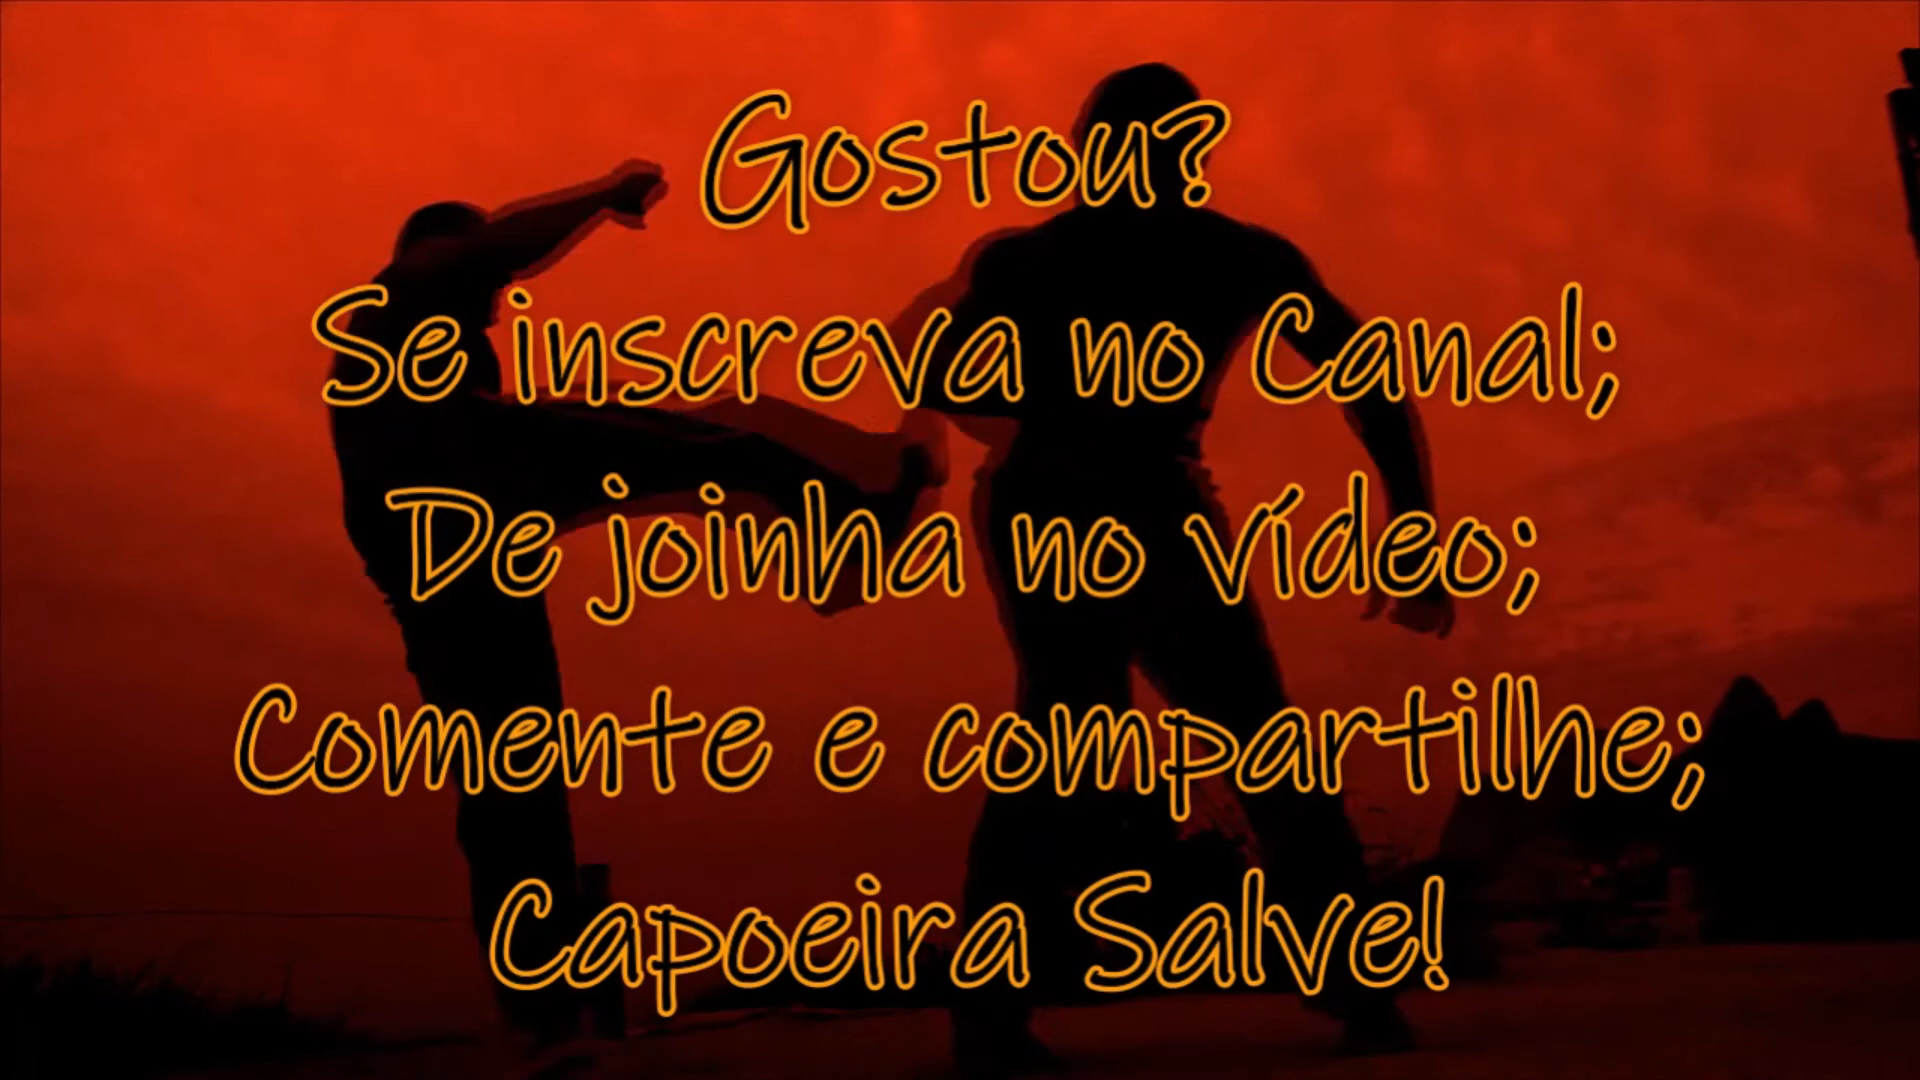 Gostou?
Se inscreva no Canal;
De joinha no vídeo;
Comente e compartilhe;
Capoeira Salve!